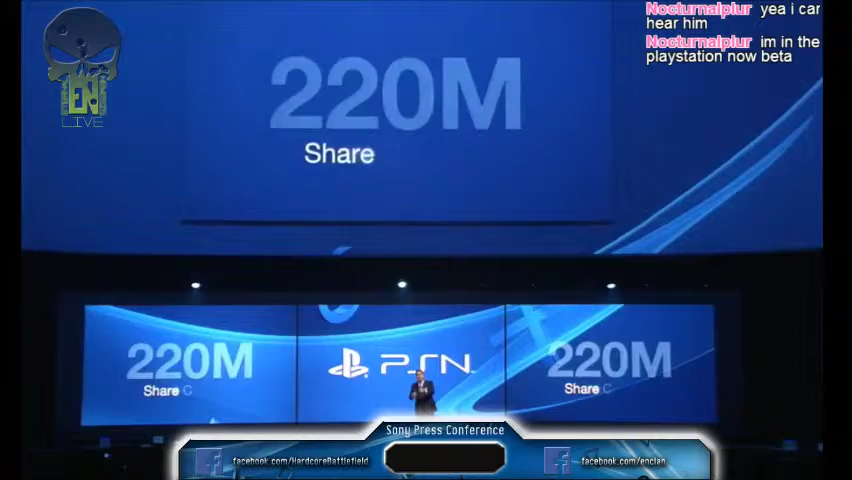 Nocturnalplur yea i can
hear him
Nocturnalplur im in the
playstation now beta
EN
LIVE
220M
Share
220M
Share C
PSN
220M
Share C
Sony Press Conference
facebook.com/HardcoreBattlefield
facebook.com/enclan